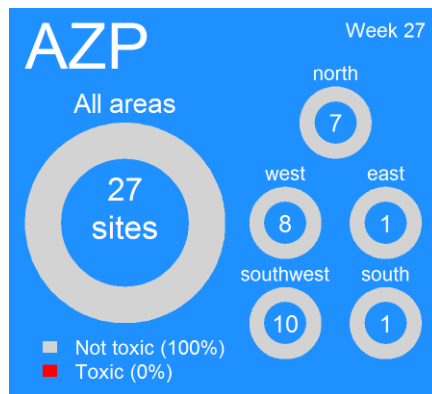 AZP
Week 27
All areas
27
sites
north
7
west
8
east
1
southwest
10
south
1
Not toxic (100%)
Toxic (0%)